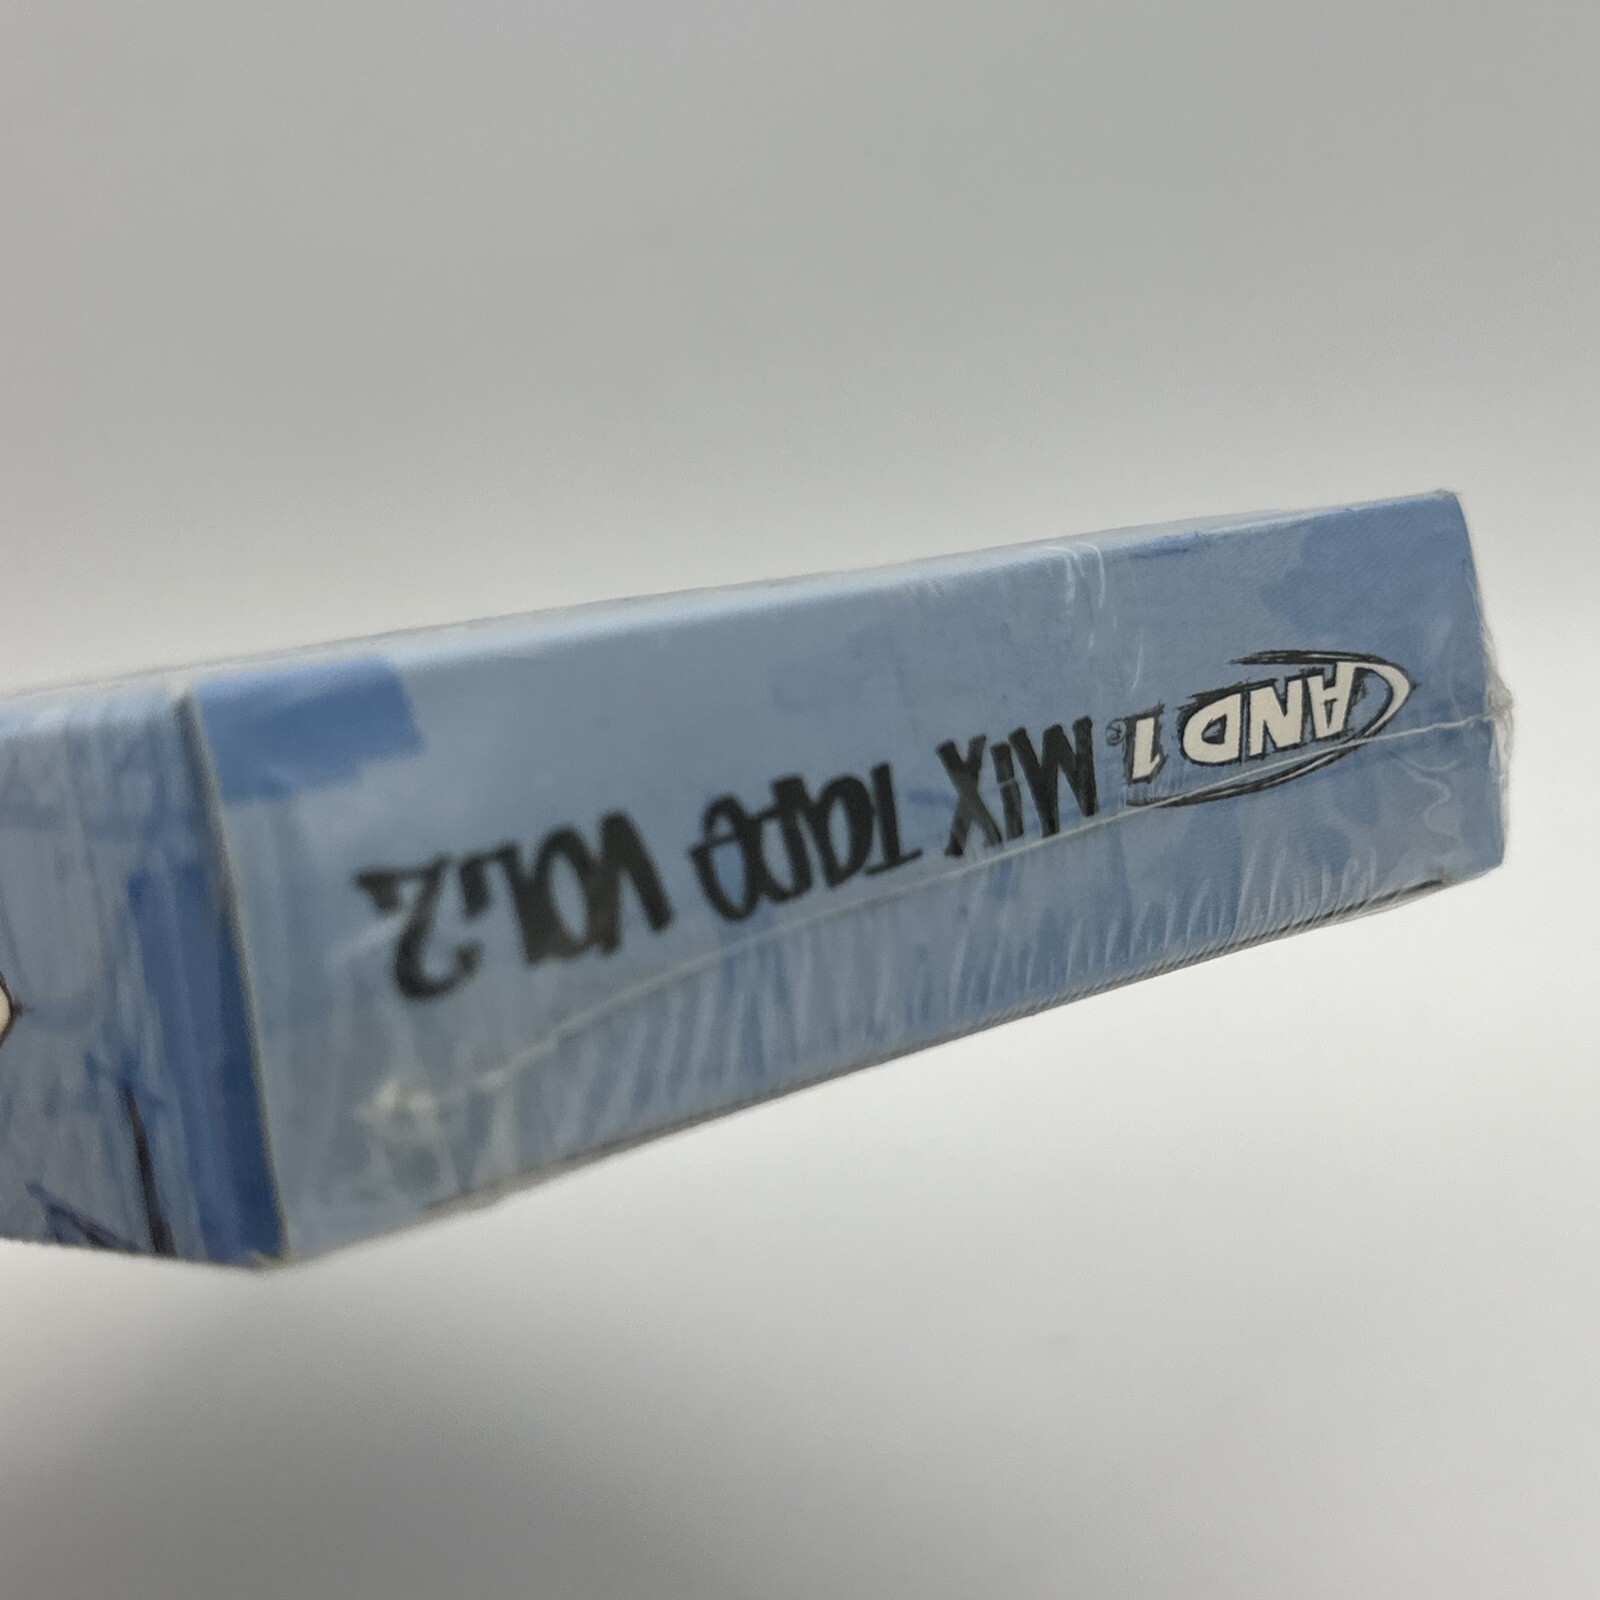 AND 1® MiX Tape VOL.2